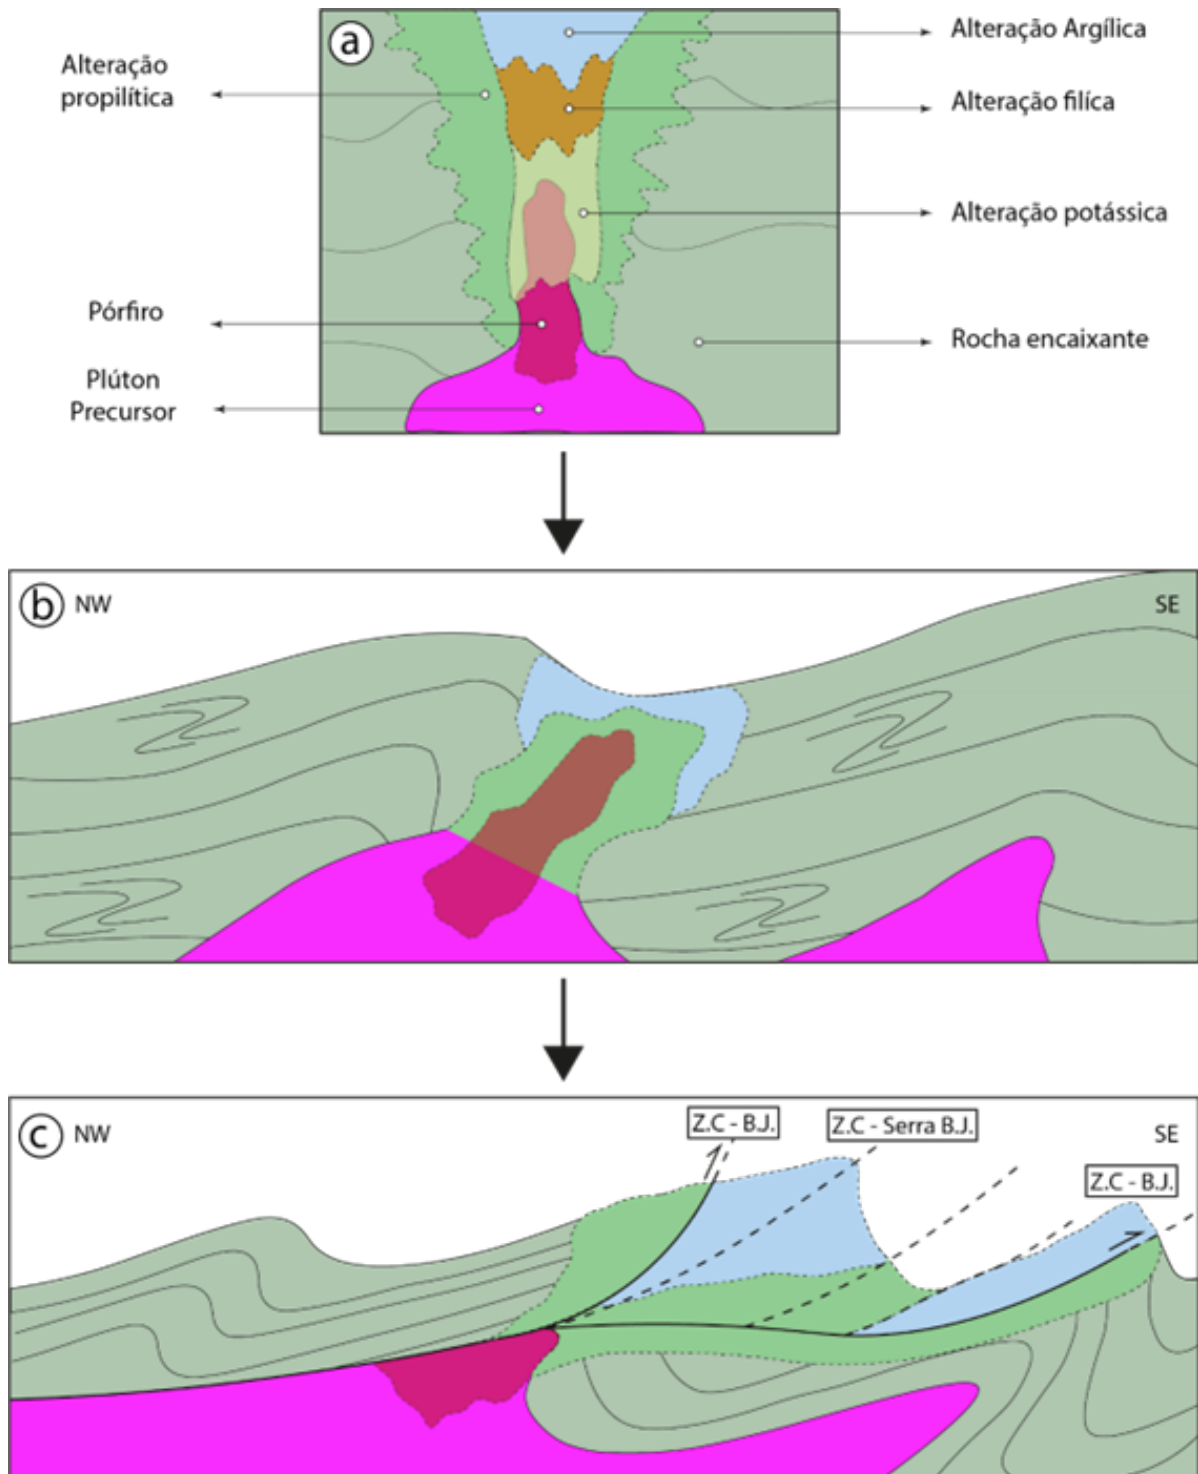 a
Alteração Argílica
Alteração
propilítica
Alteração filíca
Alteração potássica
Pórfiro
Rocha encaixante
Plúton
Precursor
b NW
SE
c NW
Z.C - B.J.
Z.C - Serra B.J.
SE
Z.C - B.J.